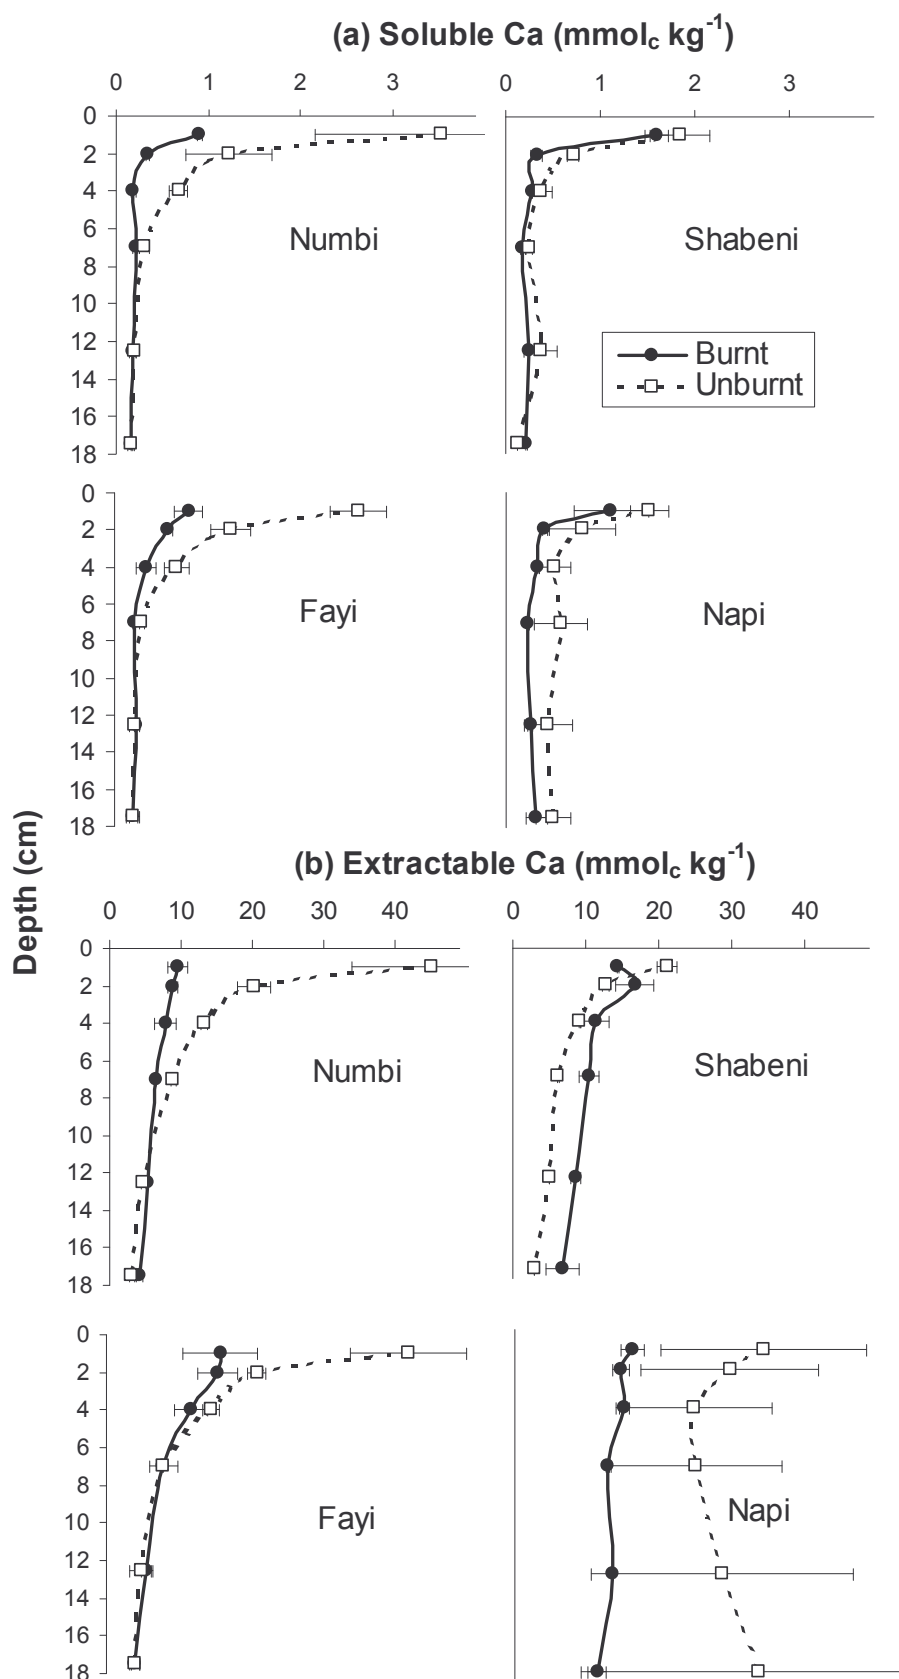 (a) Soluble Ca (mmolc kg-1)
0 1 3 0 1 2 3
0
2
4
6
8
10
12
14
16
18
Numbi
Shabeni
Burnt
Unburnt
0
2
4
6
8
10
12
14
16
18
Fayi
Napi
Depth (cm)
(b) Extractable Ca (mmolc kg-1)
0 10 20 30 40 0 10 20 30 40
0
2
4
6
8
10
12
14
16
18
Numbi
Shabeni
0
2
4
6
8
10
12
14
16
18
Fayi
Napi